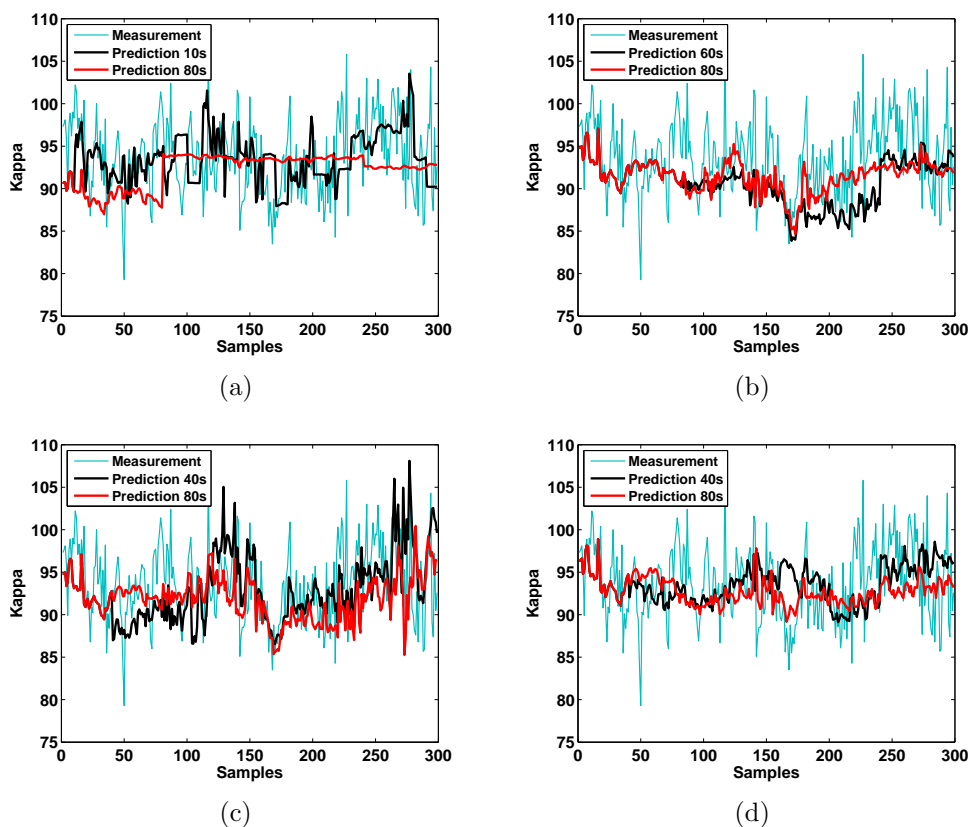 110
105
100
95
90
85
80
75
Kappa
Measurement
Prediction 10s
Prediction 80s
0
50
100
150
200
250
300
Samples
(a)
110
105
100
95
90
85
80
75
Kappa
Measurement
Prediction 60s
Prediction 80s
0
50
100
150
200
250
300
Samples
(b)
110
105
100
95
90
85
80
75
Kappa
Measurement
Prediction 40s
Prediction 80s
0
50
100
150
200
250
300
Samples
(c)
110
105
100
95
90
85
80
75
Kappa
Measurement
Prediction 40s
Prediction 80s
0
50
100
150
200
250
300
Samples
(d)